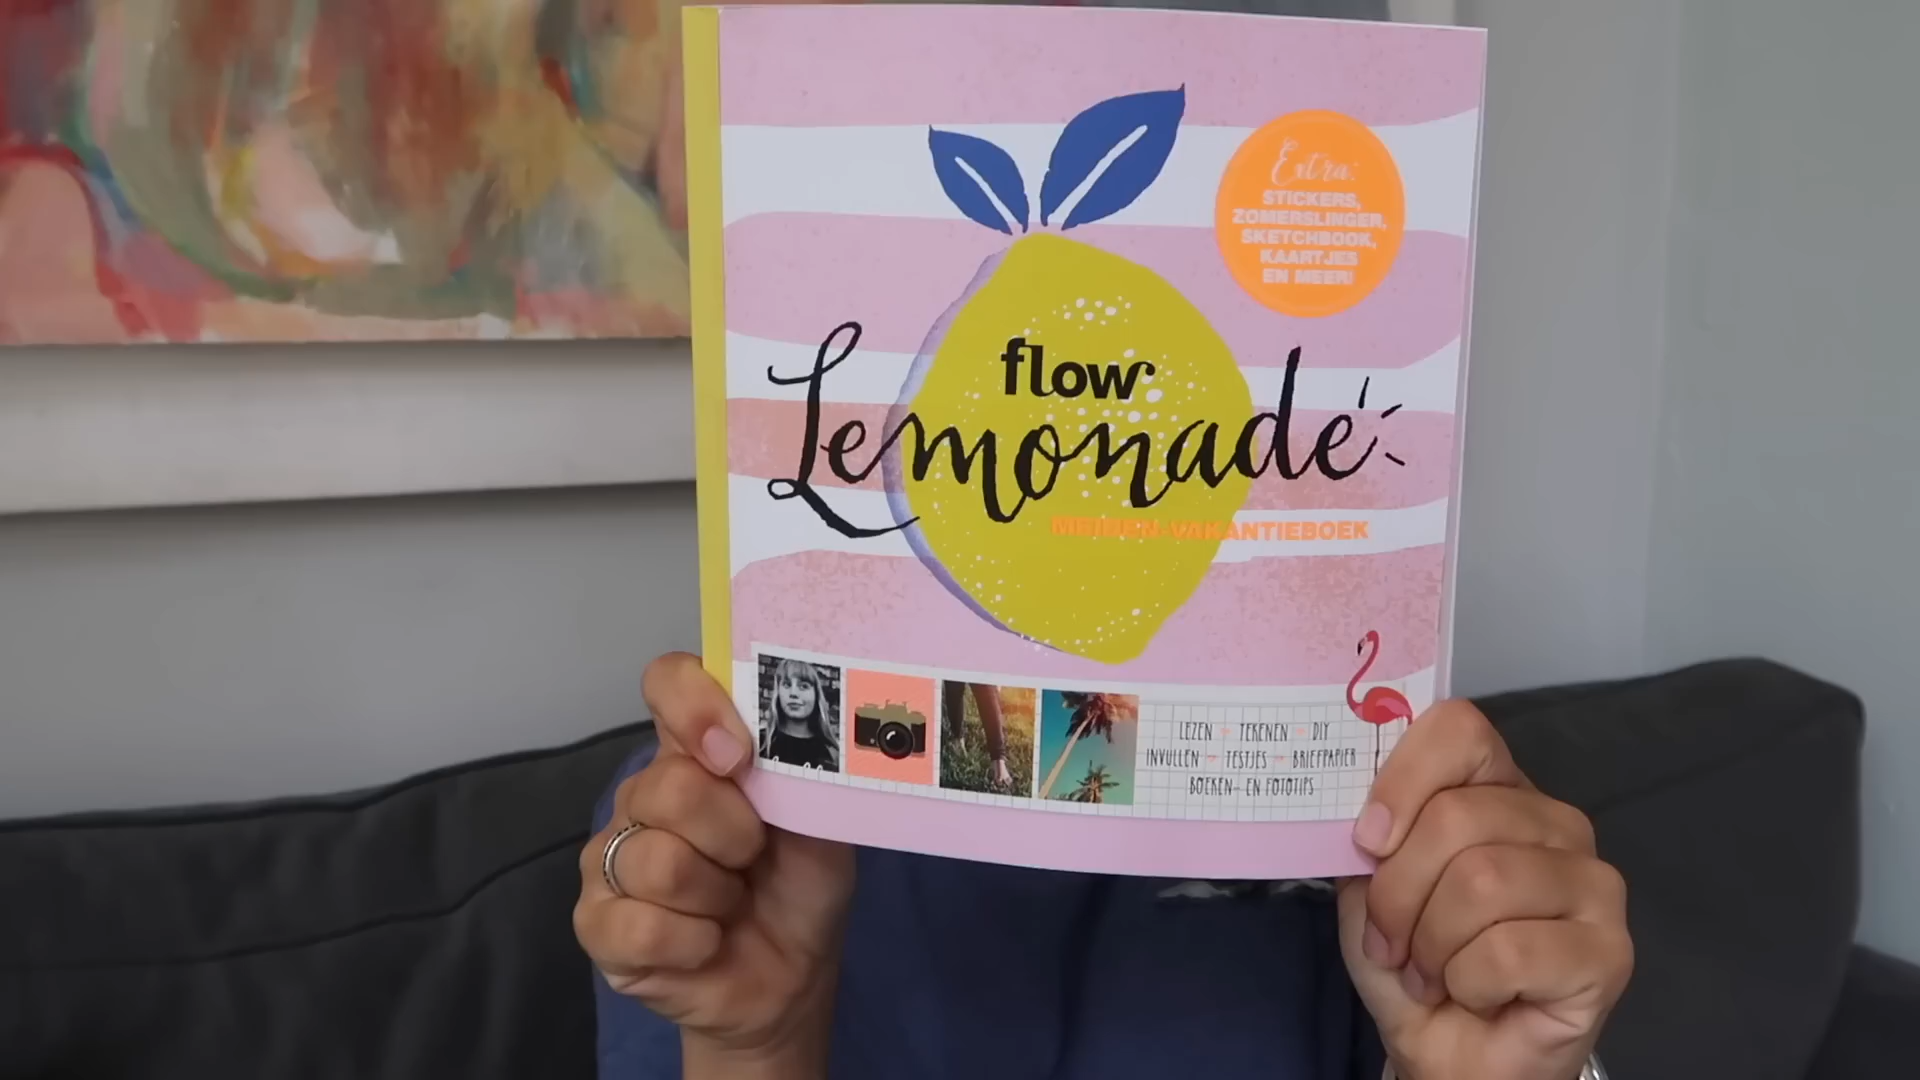 Extra:
STICKERS,
ZOMERSLINGER,
SKETCHBOOK,
KAARTJES
EN MEER!
flow
Lemonade
MEIDEN-VAKANTIEBOEK
LEZEN - TEKENEN - DIY
INVULLEN - TESTJES - BRIEFPAPIER
BOEKEN- EN FOTOTIPS